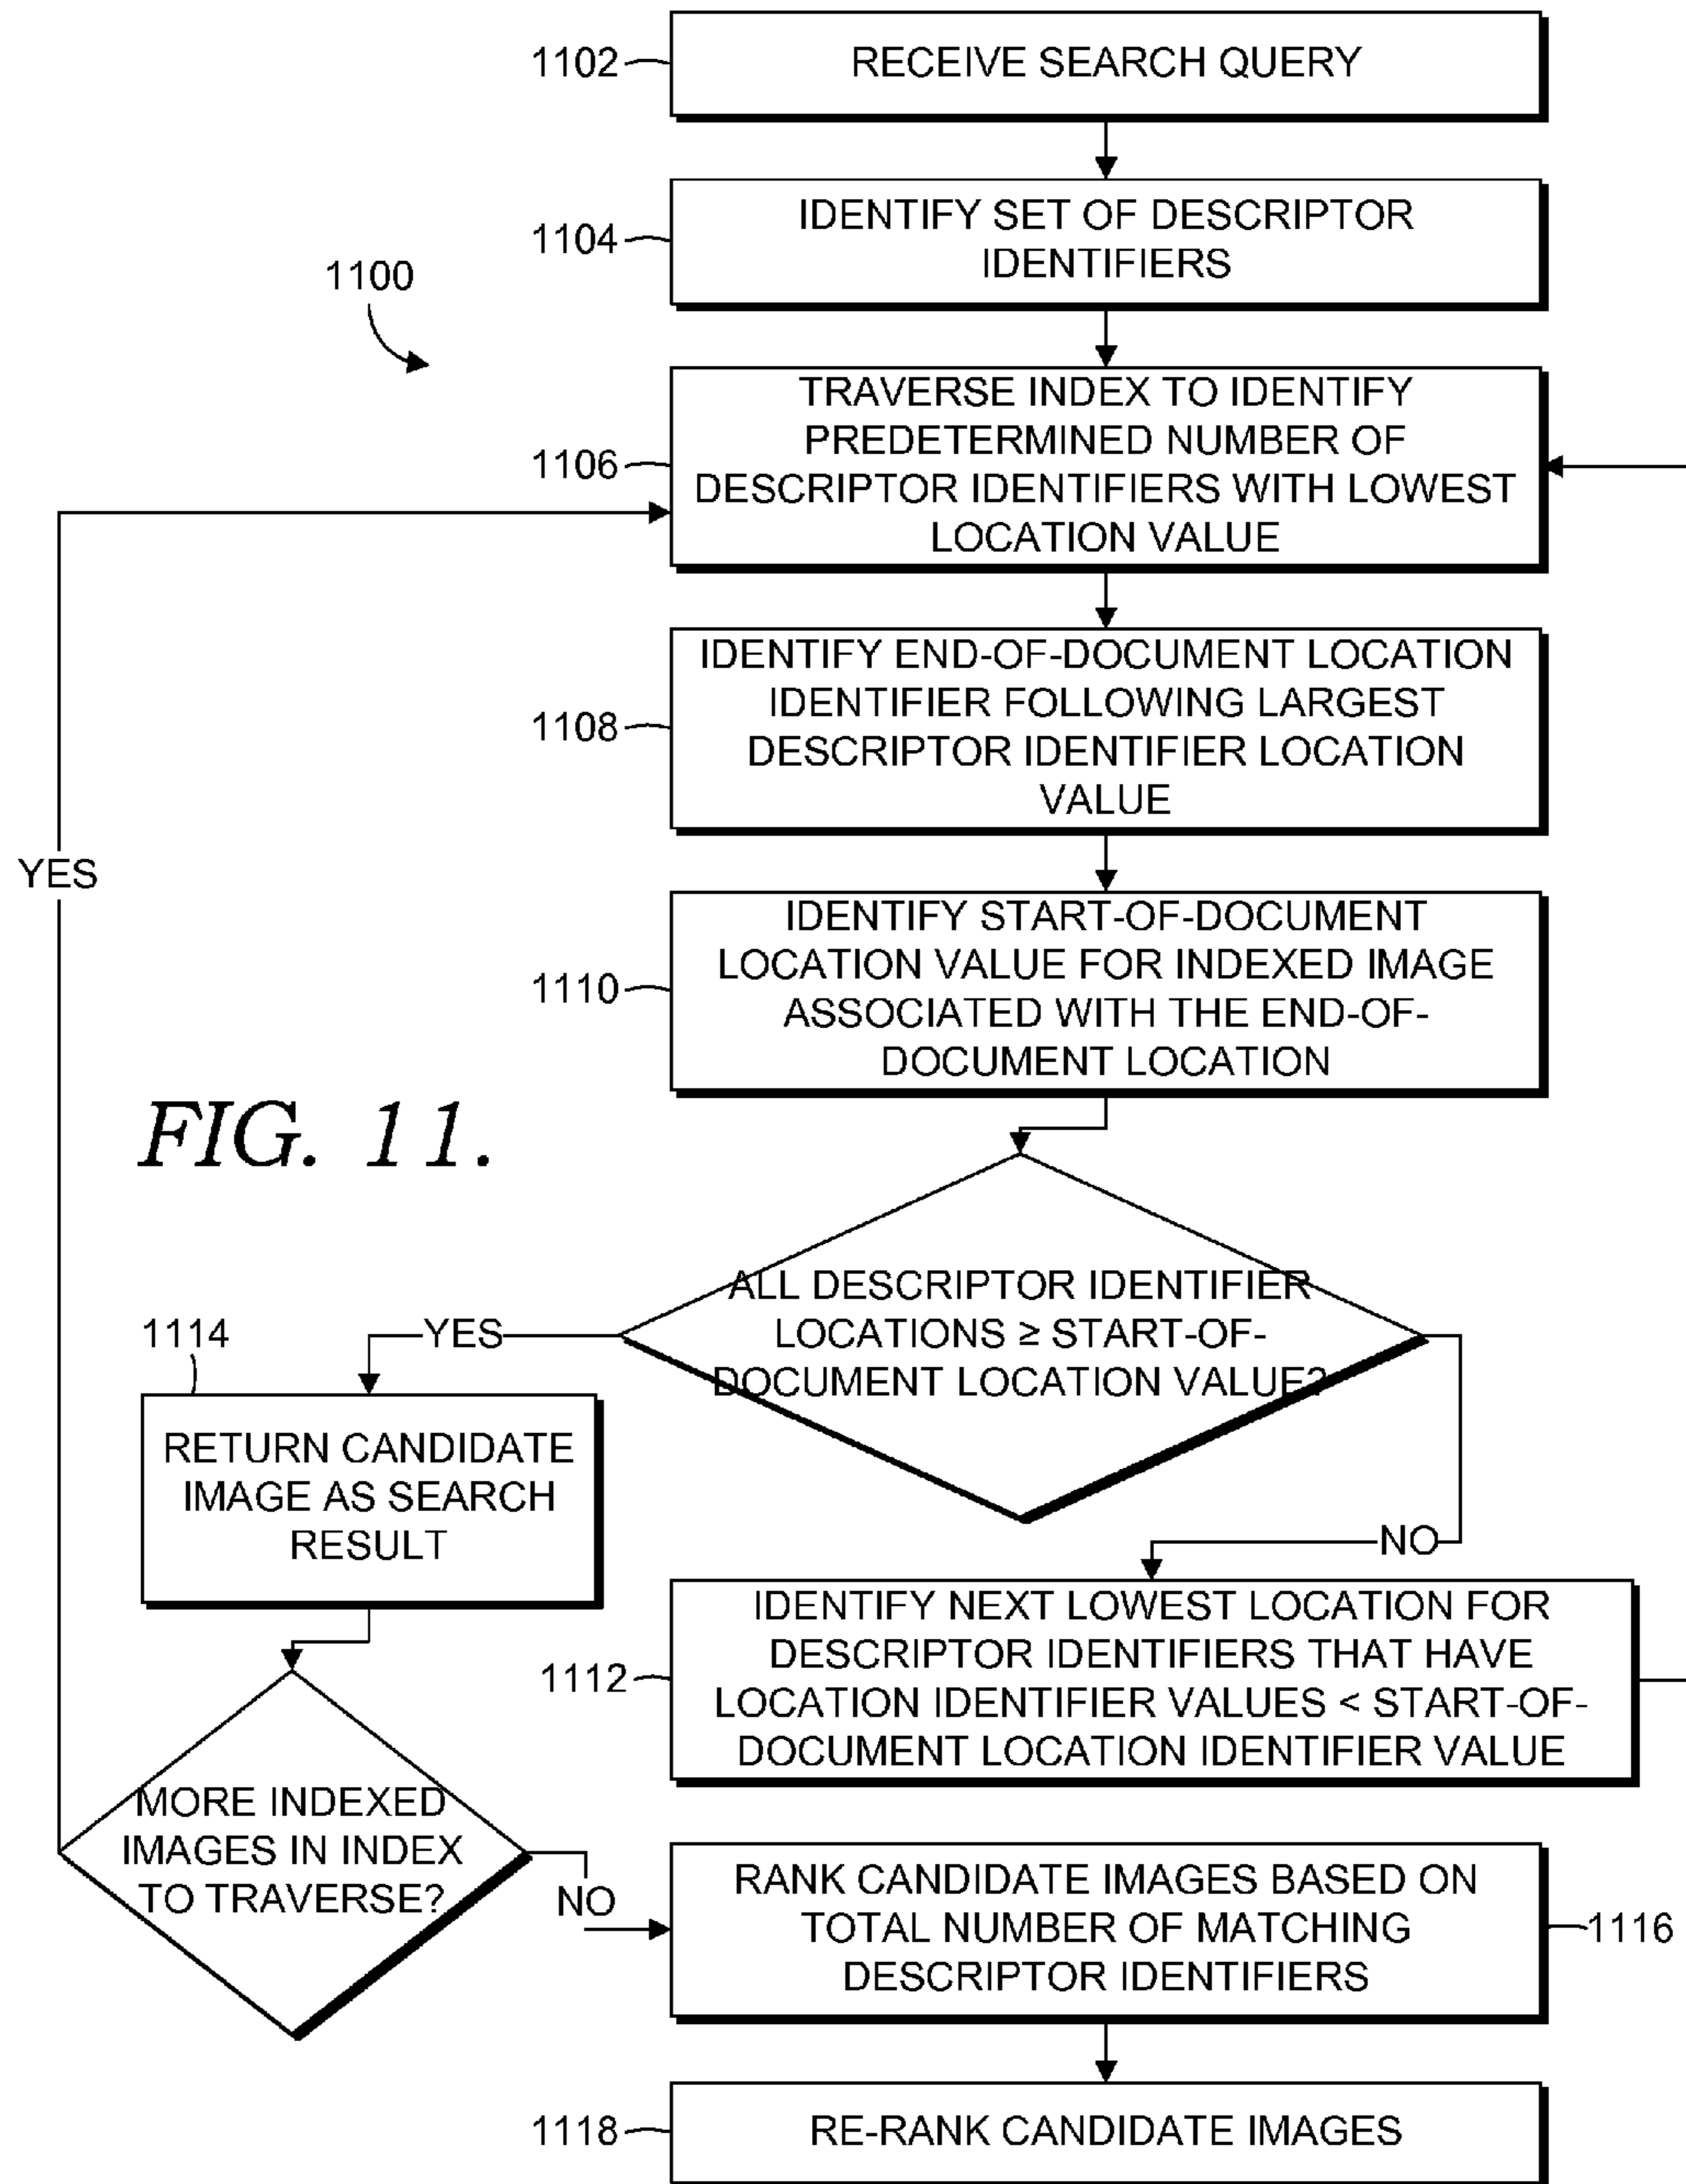 1102
RECEIVE SEARCH QUERY
1104
IDENTIFY SET OF DESCRIPTOR
IDENTIFIERS
1100
1106
TRAVERSE INDEX TO IDENTIFY
PREDETERMINED NUMBER OF
DESCRIPTOR IDENTIFIERS WITH LOWEST
LOCATION VALUE
1108
IDENTIFY END-OF-DOCUMENT LOCATION
IDENTIFIER FOLLOWING LARGEST
DESCRIPTOR IDENTIFIER LOCATION
VALUE
YES
1110
IDENTIFY START-OF-DOCUMENT
LOCATION VALUE FOR INDEXED IMAGE
ASSOCIATED WITH THE END-OF-
DOCUMENT LOCATION
FIG. 11.
ALL DESCRIPTOR IDENTIFIER
LOCATIONS ≥ START-OF-
DOCUMENT LOCATION VALUE?
YES
1114
RETURN CANDIDATE
IMAGE AS SEARCH
RESULT
NO
1112
IDENTIFY NEXT LOWEST LOCATION FOR
DESCRIPTOR IDENTIFIERS THAT HAVE
LOCATION IDENTIFIER VALUES < START-OF-
DOCUMENT LOCATION IDENTIFIER VALUE
MORE INDEXED
IMAGES IN INDEX
TO TRAVERSE?
NO
RANK CANDIDATE IMAGES BASED ON
TOTAL NUMBER OF MATCHING
DESCRIPTOR IDENTIFIERS
1116
1118
RE-RANK CANDIDATE IMAGES